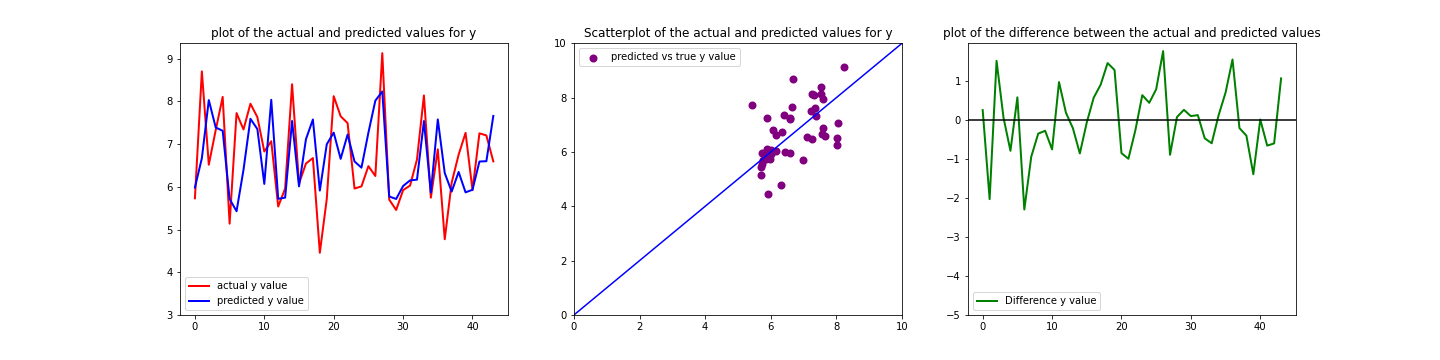 plot of the actual and predicted values for y
9
8
7
6
5
4
3
0 10 20 30 40
actual y value
predicted y value
Scatterplot of the actual and predicted values for y
predicted vs true y value
10
8
6
4
2
0
0 2 4 6 8 10
plot of the difference between the actual and predicted values
1
0
−1
−2
−3
−4
−5
0 10 20 30 40
Difference y value